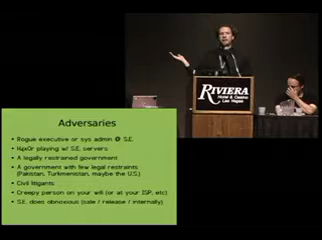 RIVIERA
Hotel & Casino
Las Vegas
Adversaries
• Rogue executive or sys admin @ S.E.
• H4x0r playing w/ S.E. servers
• A legally restrained government
• A government with few legal restraints
(Pakistan, Turkmenistan, maybe the U.S.)
• Civil litigants
• Creepy person on your wifi (or at your ISP, etc)
• S.E. does obnoxious (sale / release / internally)